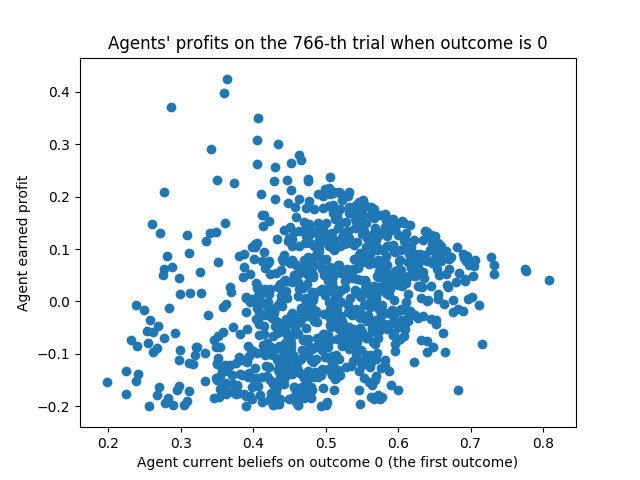 Agents' profits on the 766-th trial when outcome is 0
Agent earned profit
0.4
0.3
0.2
0.1
0.0
−0.1
−0.2
0.2 0.3 0.4 0.5 0.6 0.7 0.8
Agent current beliefs on outcome 0 (the first outcome)